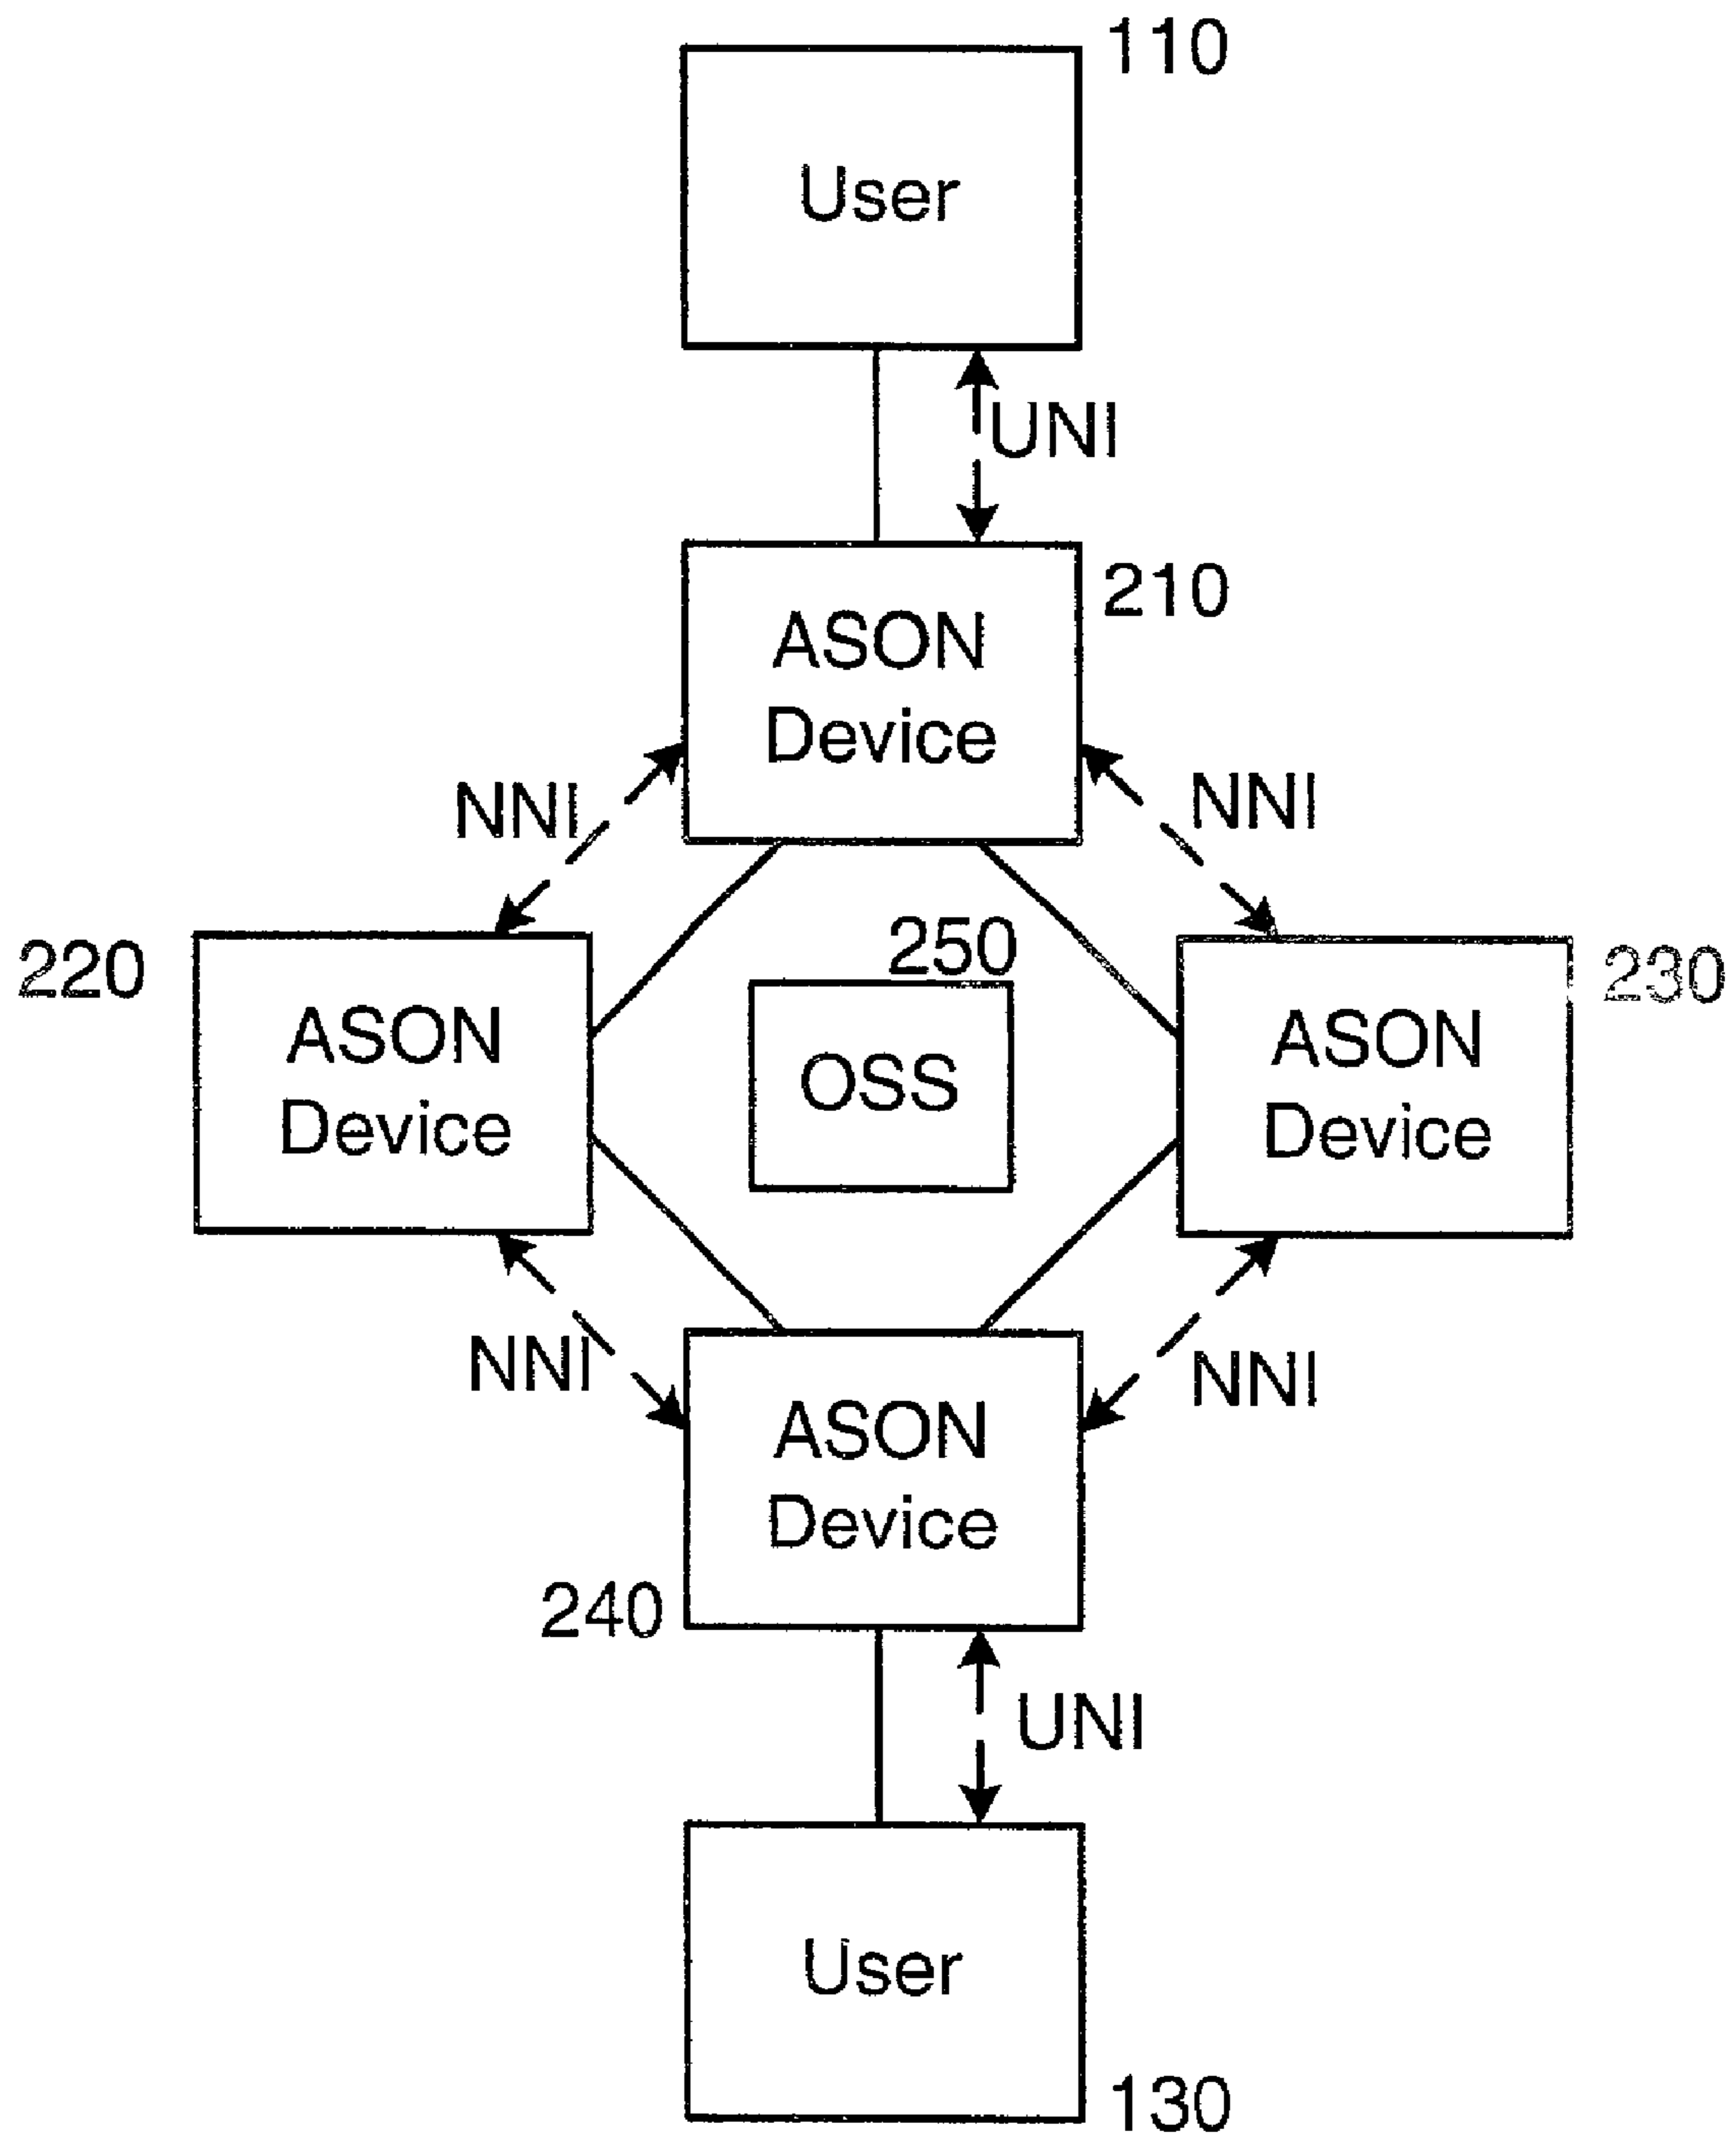 110
User
UNI
210
ASON
Device
NNI
NNI
220
250
230
ASON
Device
OSS
ASON
Device
NNI
NNI
ASON
Device
240
UNI
User
130